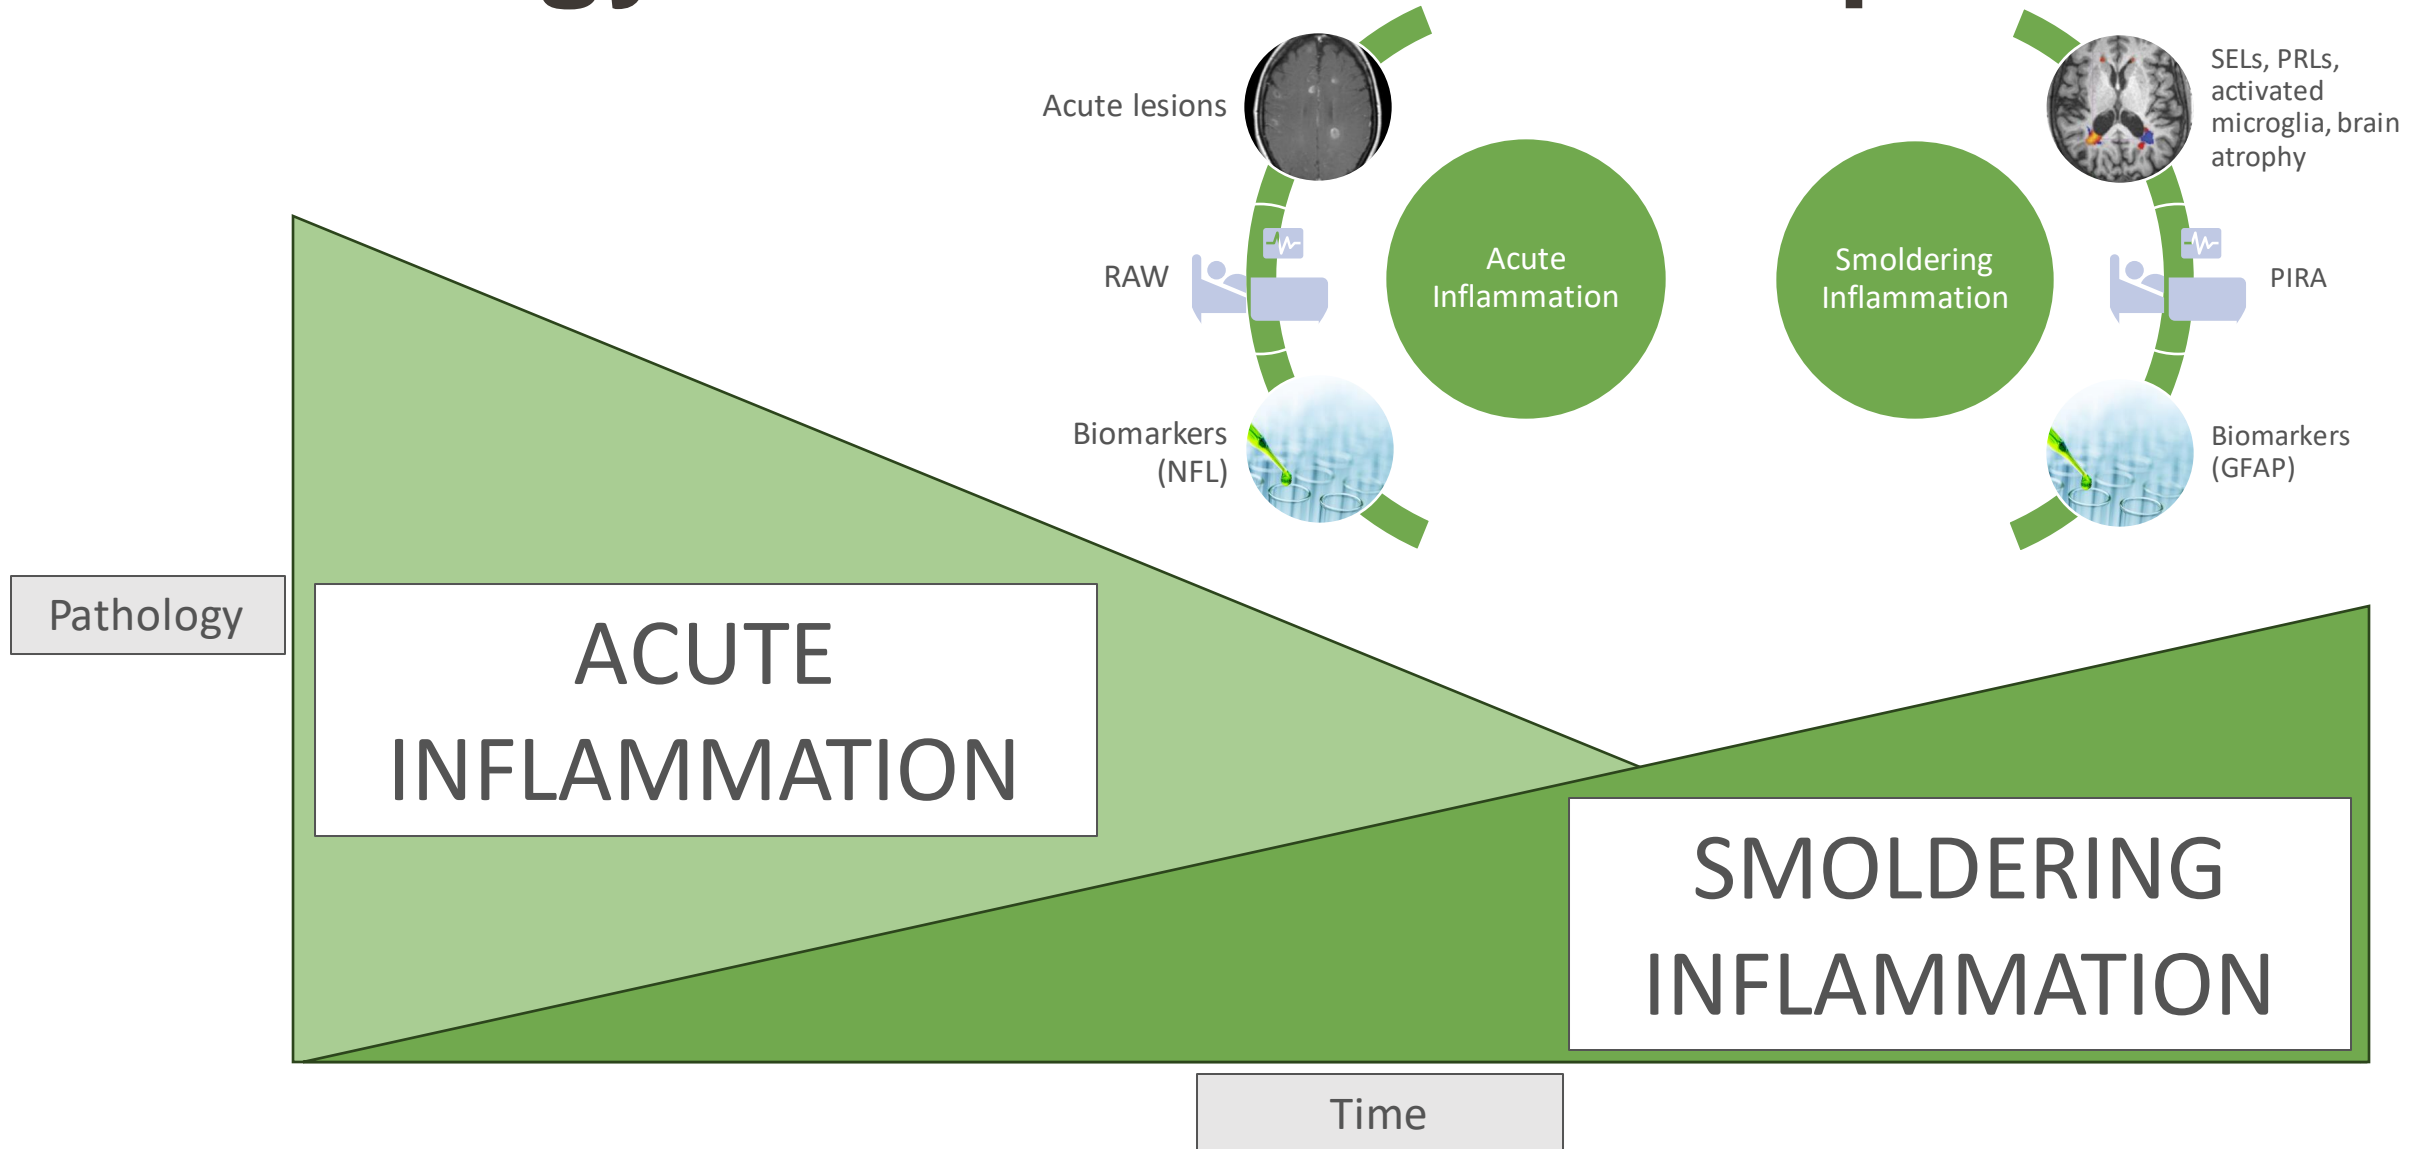 Acute lesions
RAW
Biomarkers
(NFL)
Acute
Inflammation
Smoldering
Inflammation
SELs, PRLs,
activated
microglia, brain
atrophy
PIRA
Biomarkers
(GFAP)
Pathology
ACUTE
INFLAMMATION
SMOLDERING
INFLAMMATION
Time